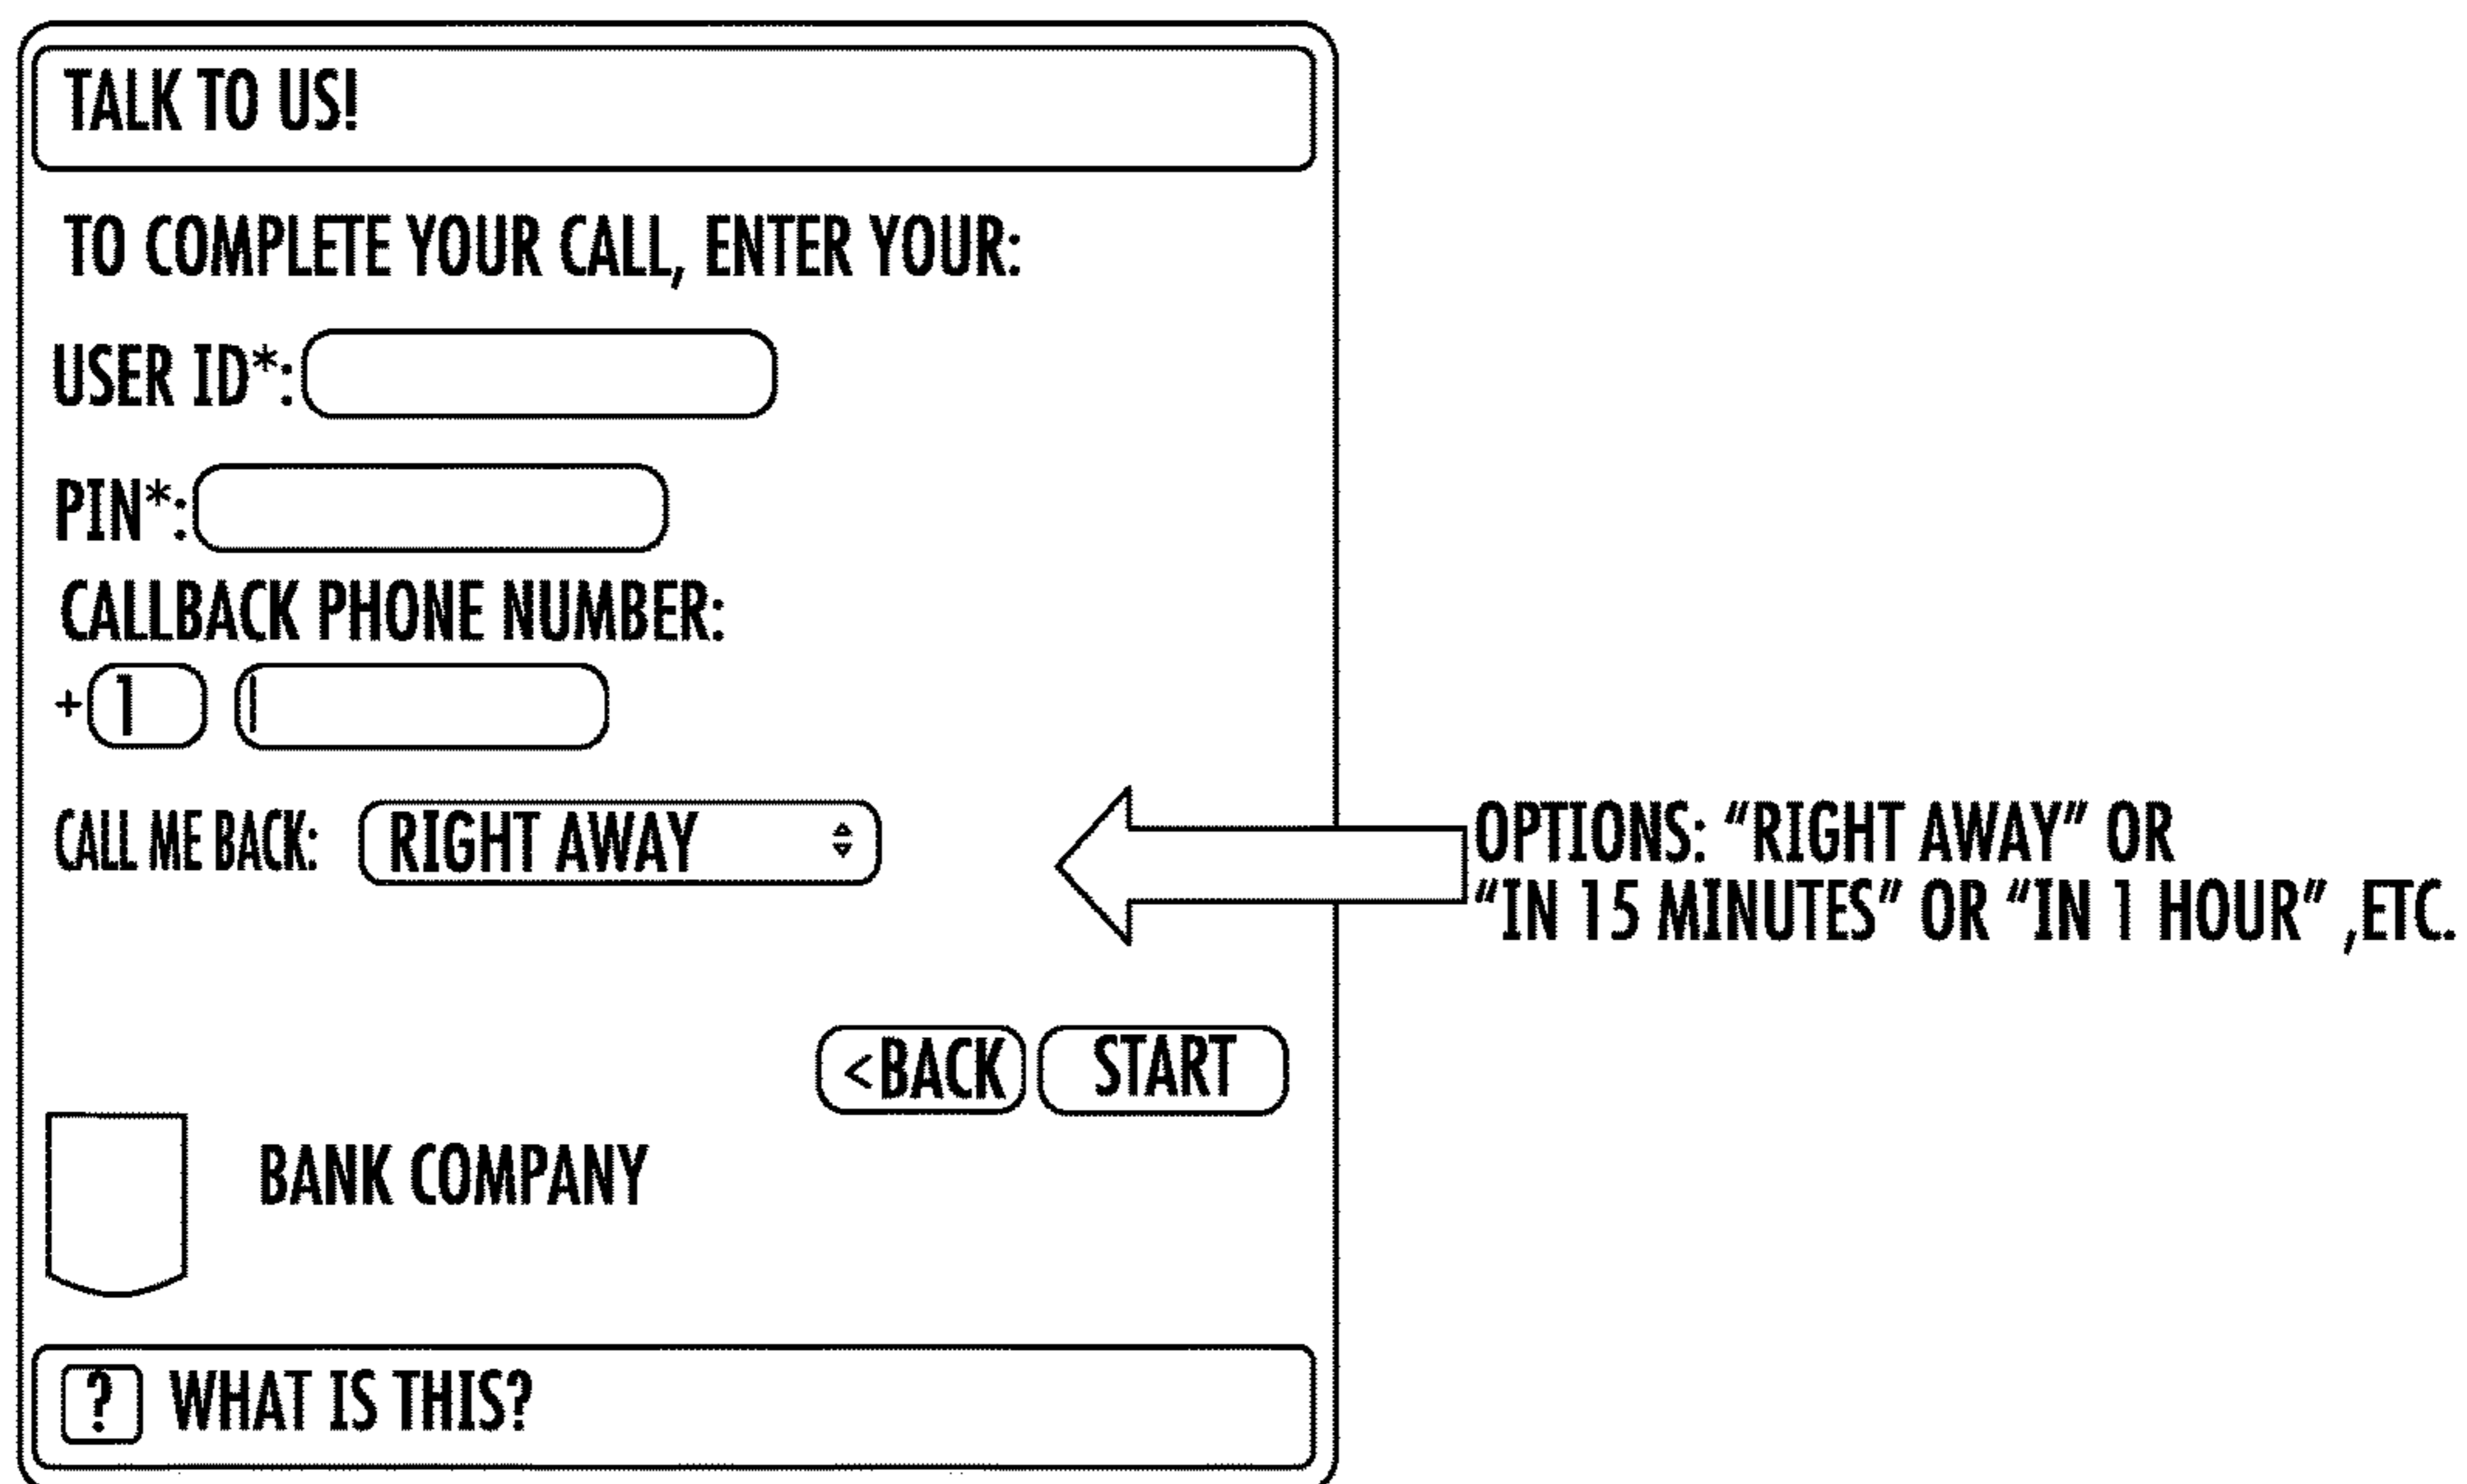 TALK TO US!
TO COMPLETE YOUR CALL, ENTER YOUR:
USER ID*:
PIN*:
CALLBACK PHONE NUMBER:
+ 1
CALL ME BACK: RIGHT AWAY
OPTIONS: "RIGHT AWAY" OR
"IN 15 MINUTES" OR "IN 1 HOUR" ,ETC.
<BACK START
BANK COMPANY
? WHAT IS THIS?